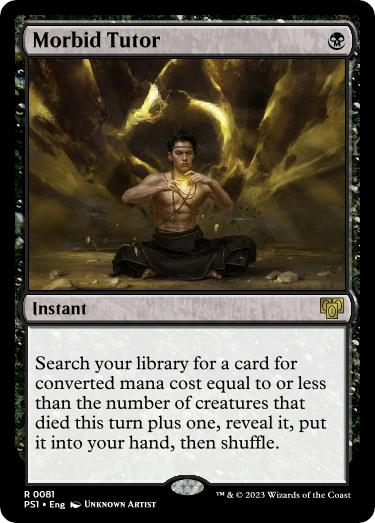 Morbid Tutor
Instant
Search your library for a card for
converted mana cost equal to or less
than the number of creatures that
died this turn plus one, reveal it, put
it into your hand, then shuffle.
R 0081
PS1 • Eng Unknown Artist
™ & © 2023 Wizards of the Coast